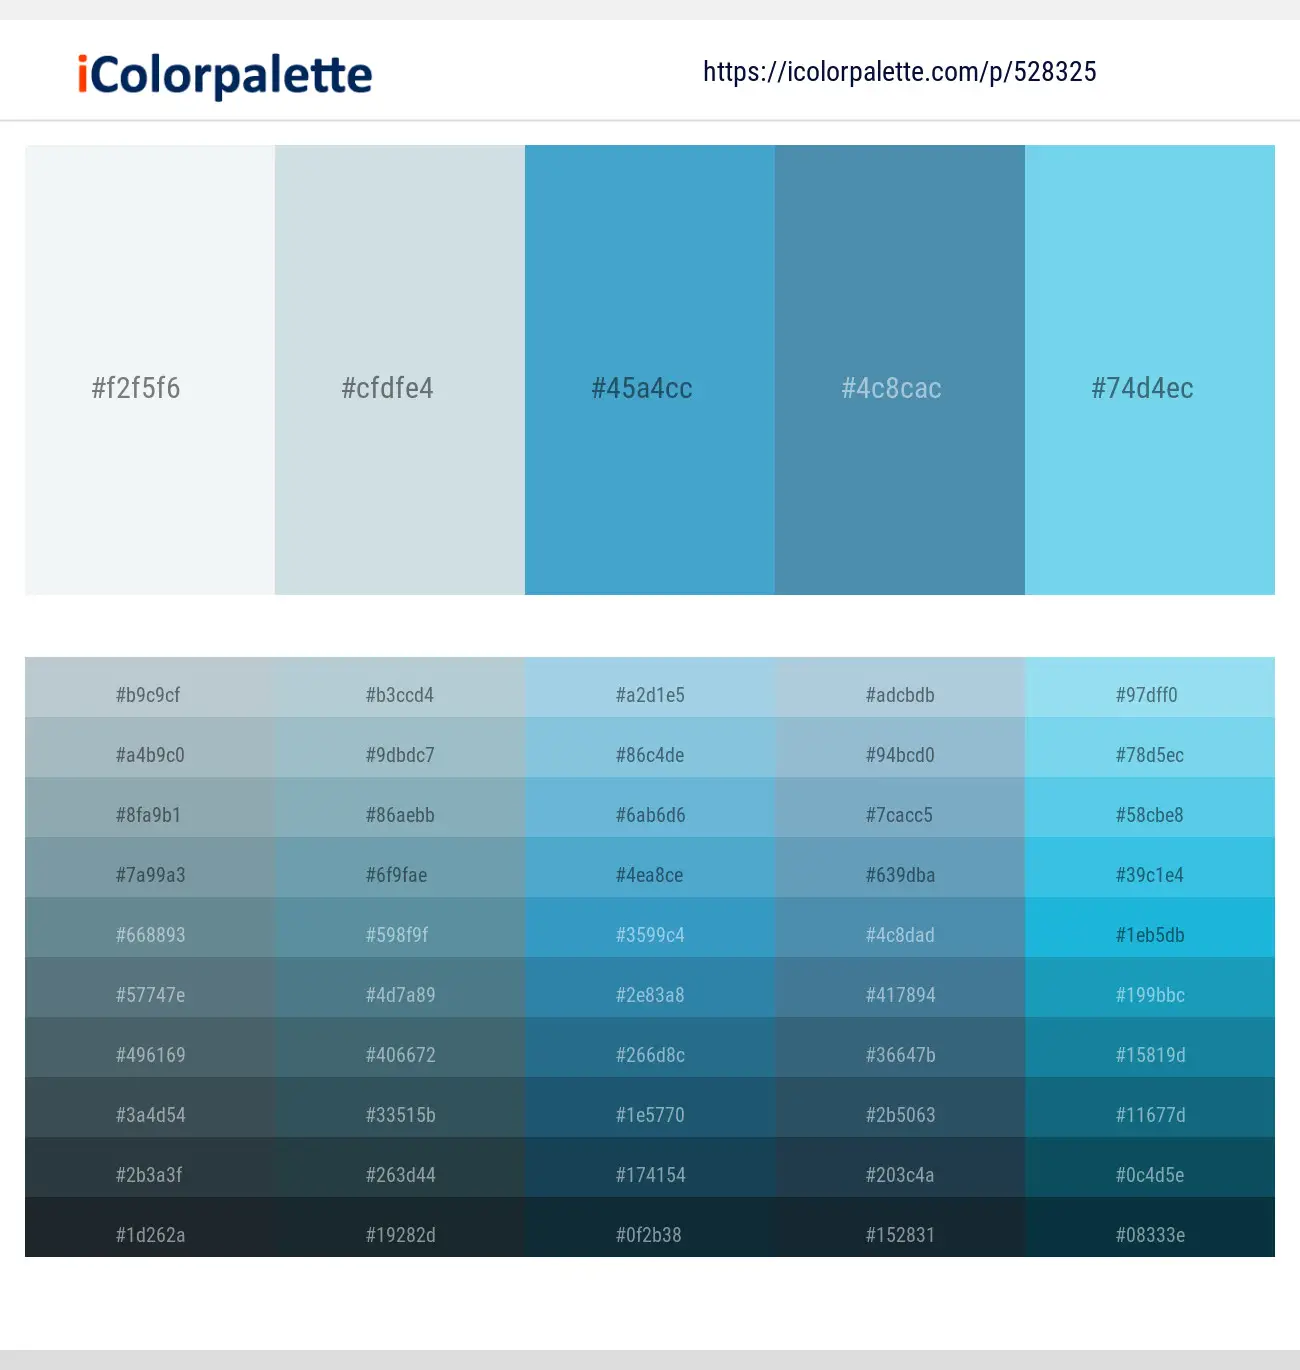 iColorpalette
https://icolorpalette.com/p/528325
#f2f5f6 #cfdfe4 #45a4cc #4c8cac #74d4ec
#b9c9cf #b3ccd4 #a2d1e5 #adcbdb #97dff0
#a4b9c0 #9dbdc7 #86c4de #94bcd0 #78d5ec
#8fa9b1 #86aebb #6ab6d6 #7cacc5 #58cbe8
#7a99a3 #6f9fae #4ea8ce #639dba #39c1e4
#668893 #598f9f #3599c4 #4c8dad #1eb5db
#57747e #4d7a89 #2e83a8 #417894 #199bbc
#496169 #406672 #266d8c #36647b #15819d
#3a4d54 #33515b #1e5770 #2b5063 #11677d
#2b3a3f #263d44 #174154 #203c4a #0c4d5e
#1d262a #19282d #0f2b38 #152831 #08333e